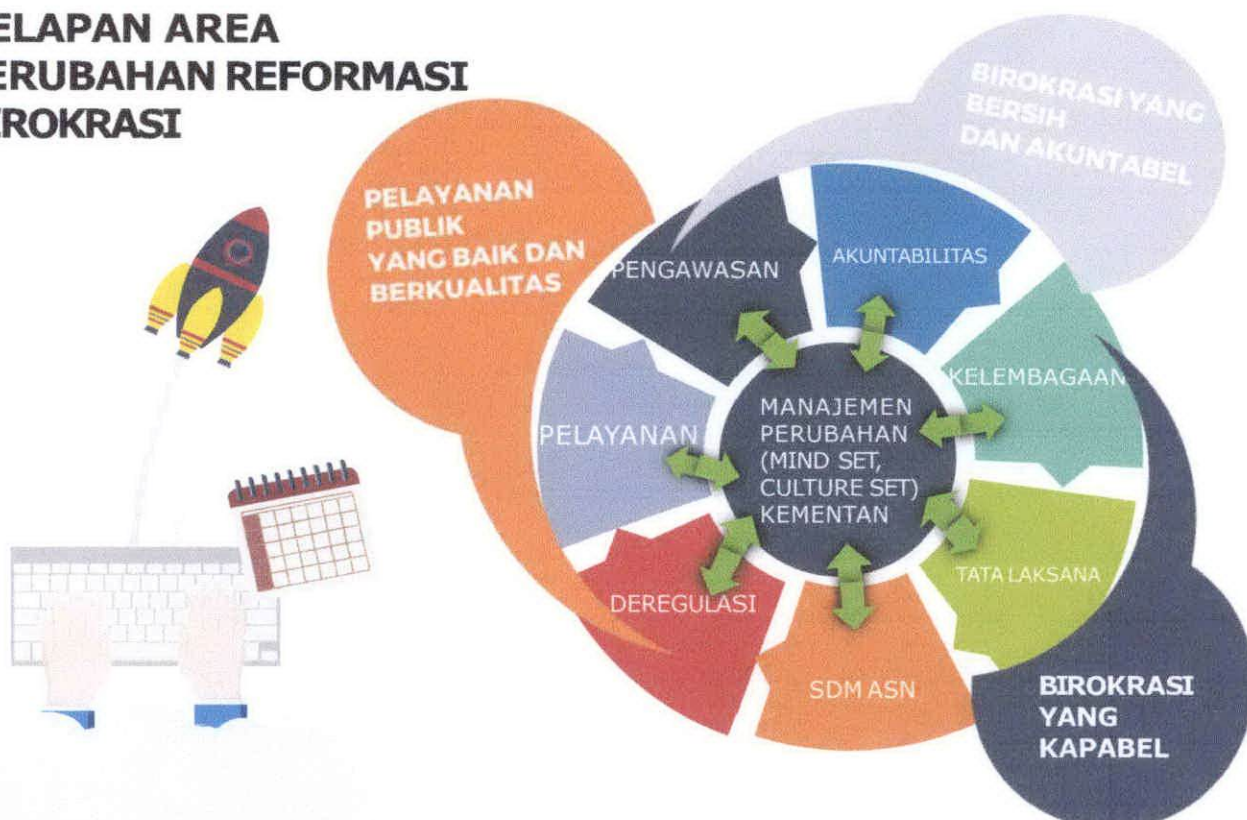 ELAPAN AREA
ERUBAHAN REFORMASI
IROKRASI
PELAYANAN
PUBLIK
YANG BAIK DAN
BERKUALITAS
BIROKRASI YANG
BERSIH
DAN AKUNTABEL
PENGAWASAN
AKUNTABILITAS
KELEMBAGAAN
PELAYANAN
MANAJEMEN
PERUBAHAN
(MIND SET,
CULTURE SET)
KEMENTAN
TATA LAKSANA
DEREGULASI
SDM ASN
BIROKRASI
YANG
KAPABEL